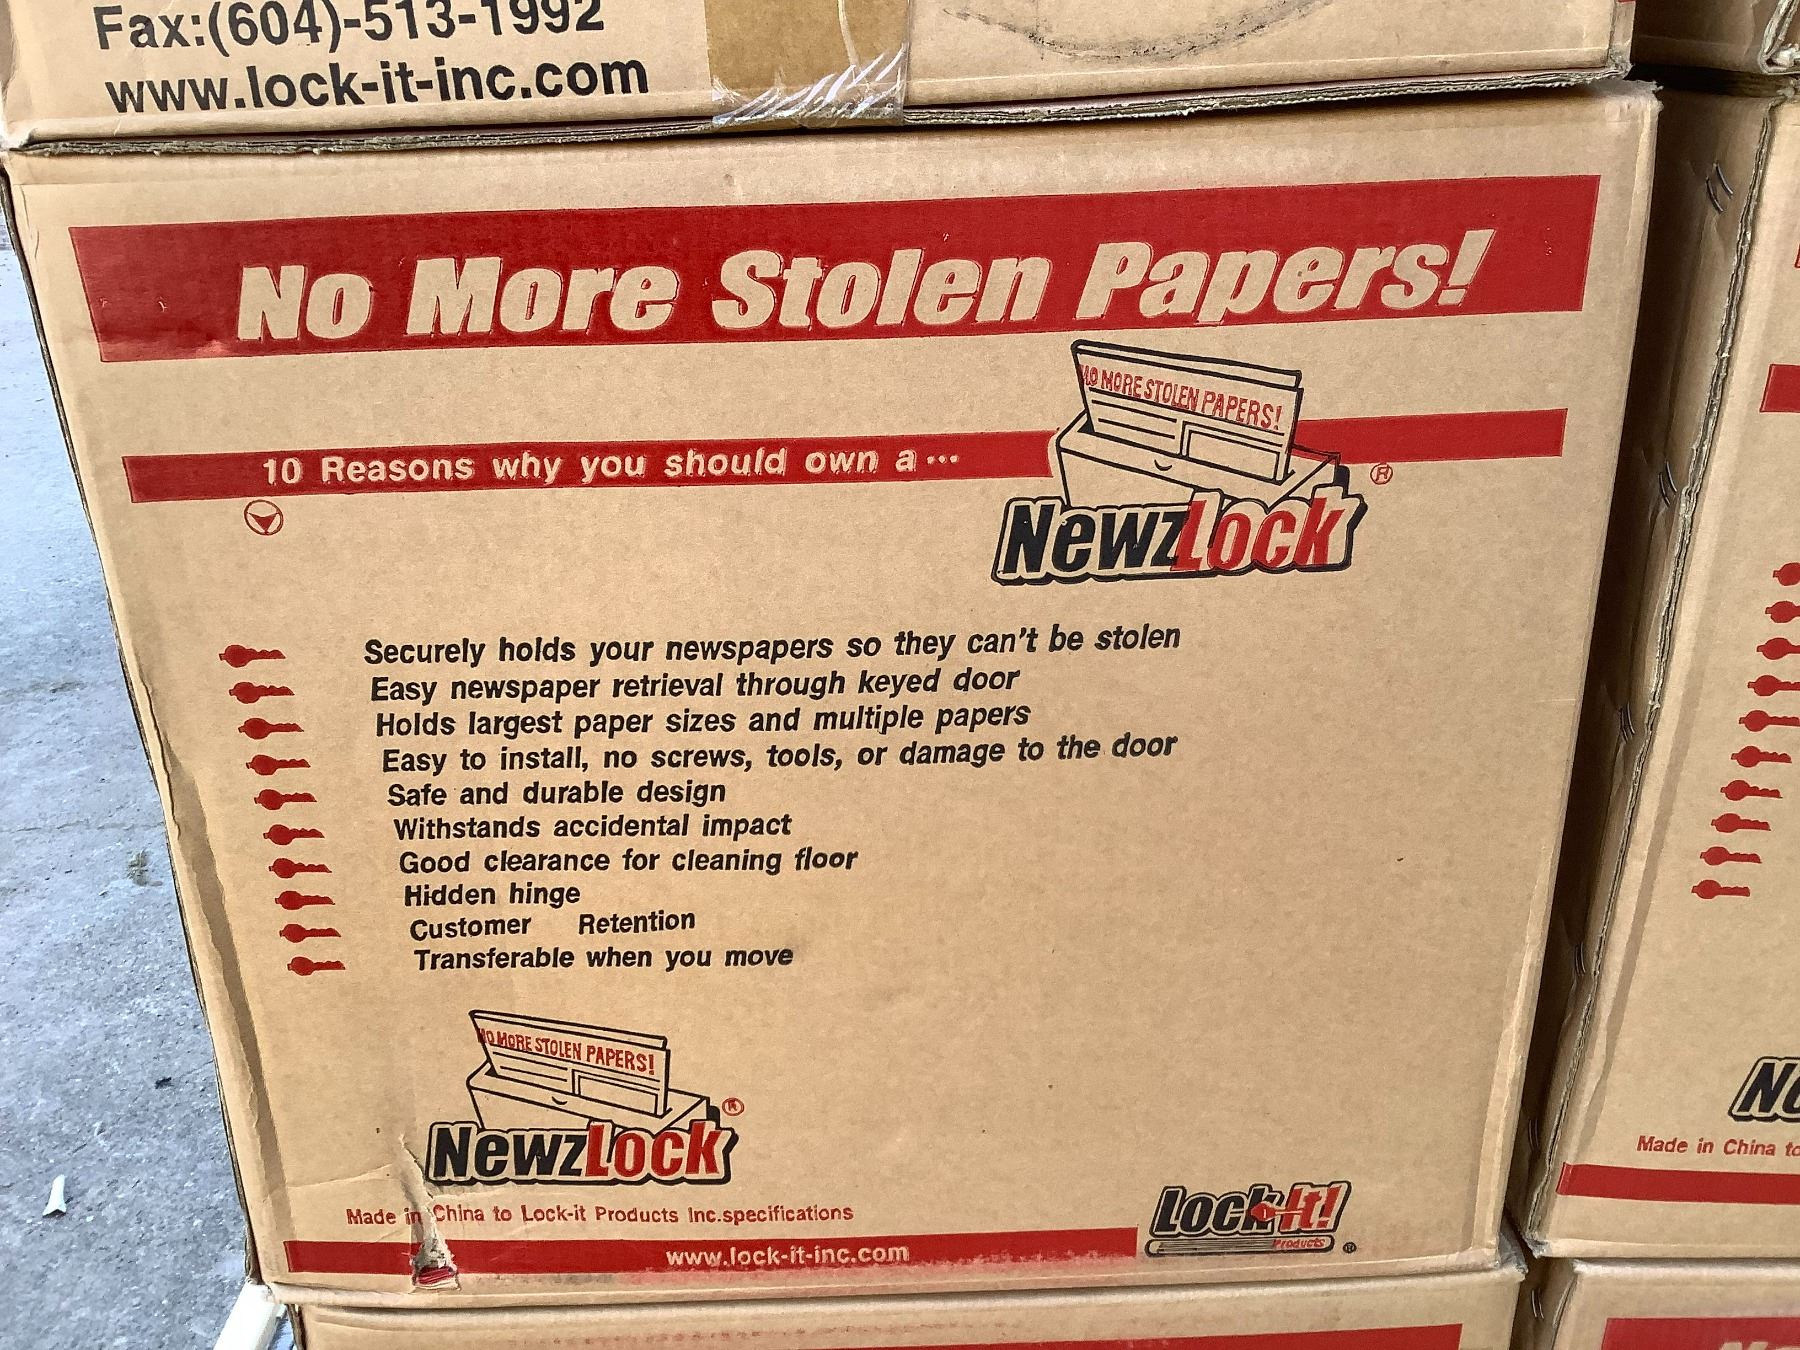 Fax:(604)-513-1992
www.lock-it-inc.com
No More Stolen Papers!
NO MORE STOLEN PAPERS!
10 Reasons why you should own a...
NewzLock®
Securely holds your newspapers so they can't be stolen
Easy newspaper retrieval through keyed door
Holds largest paper sizes and multiple papers
Easy to install, no screws, tools, or damage to the door
Safe and durable design
Withstands accidental impact
Good clearance for cleaning floor
Hidden hinge
Customer Retention
Transferable when you move
NO MORE STOLEN PAPERS!
NewzLock®
Made in China to Lock-it Products Inc.specifications
www.lock-it-inc.com
Lock-It!
Products ®
Made in China to